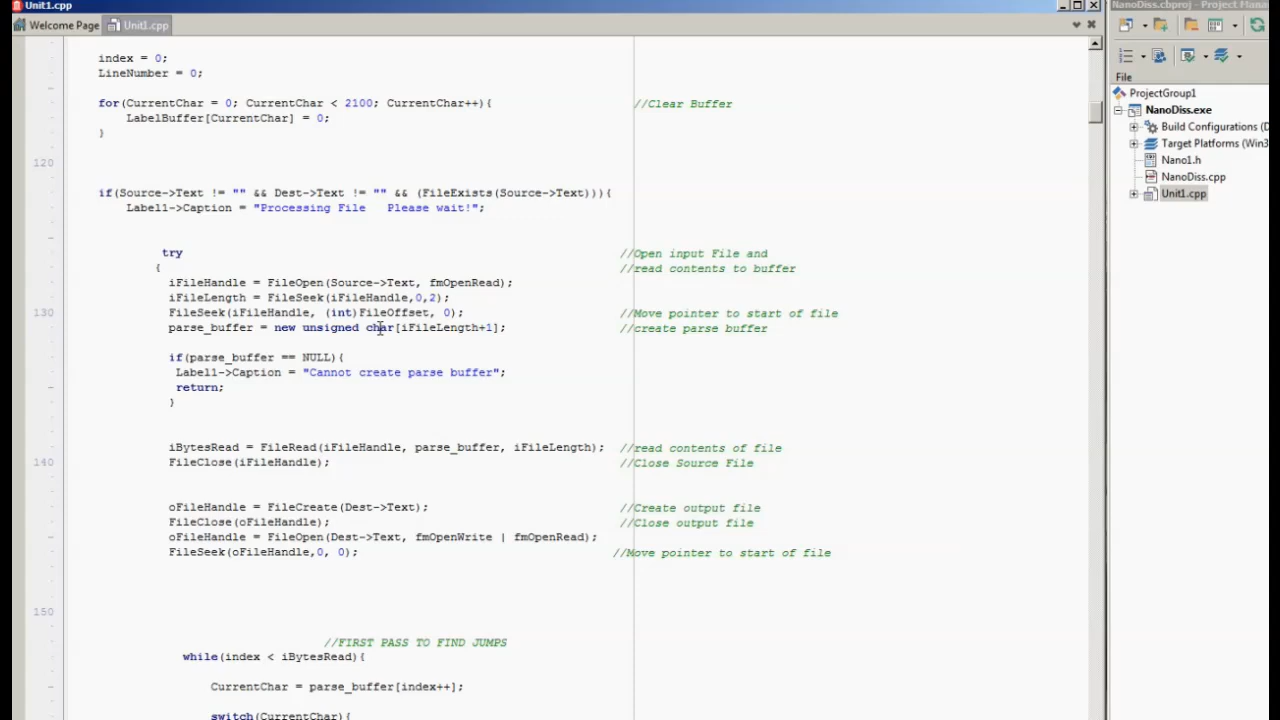 Unit1.cpp
Welcome Page
Unit1.cpp
index = 0;
LineNumber = 0;
for(CurrentChar = 0; CurrentChar < 2100; CurrentChar++){ //Clear Buffer
LabelBuffer[CurrentChar] = 0;
}
120
if(Source->Text != "" && Dest->Text != "" && (FileExists(Source->Text))){
Label1->Caption = "Processing File   Please wait!";
try //Open input File and
{ //read contents to buffer
iFileHandle = FileOpen(Source->Text, fmOpenRead);
iFileLength = FileSeek(iFileHandle,0,2);
130 FileSeek(iFileHandle, (int)FileOffset, 0); //Move pointer to start of file
parse_buffer = new unsigned char[iFileLength+1]; //create parse buffer
if(parse_buffer == NULL){
Label1->Caption = "Cannot create parse buffer";
return;
}
iBytesRead = FileRead(iFileHandle, parse_buffer, iFileLength); //read contents of file
140 FileClose(iFileHandle); //Close Source File
oFileHandle = FileCreate(Dest->Text); //Create output file
FileClose(oFileHandle); //Close output file
oFileHandle = FileOpen(Dest->Text, fmOpenWrite | fmOpenRead);
FileSeek(oFileHandle,0, 0); //Move pointer to start of file
150
//FIRST PASS TO FIND JUMPS
while(index < iBytesRead){
CurrentChar = parse_buffer[index++];
switch(CurrentChar){
NanoDiss.cbproj - Project Mana
File
ProjectGroup1
NanoDiss.exe
Build Configurations (D
Target Platforms (Win3
Nano1.h
NanoDiss.cpp
Unit1.cpp